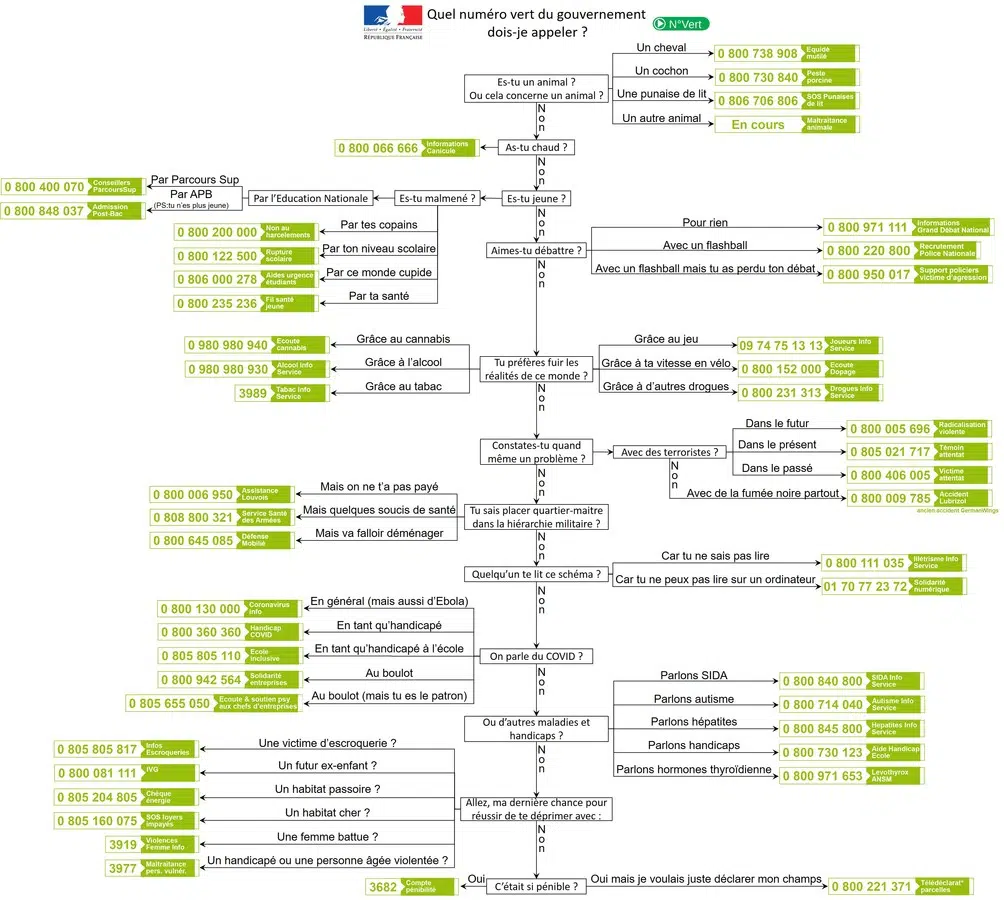 Quel numéro vert du gouvernement
dois-je appeler ?
N°Vert
Liberté • Égalité • Fraternité
RÉPUBLIQUE FRANÇAISE
Es-tu un animal ?
Ou cela concerne un animal ?
Un cheval
0 800 738 908
Equidé
mutilé
Un cochon
0 800 730 840
Peste
porcine
Une punaise de lit
0 806 706 806
SOS Punaises
de lit
Un autre animal
En cours
Maltraitance
animale
Non
As-tu chaud ?
0 800 066 666
Informations
Canicule
Non
Es-tu jeune ?
Es-tu malmené ?
Par l'Education Nationale
Par Parcours Sup
0 800 400 070
Conseillers
ParcoursSup
Par APB
(PS:tu n'es plus jeune)
0 800 848 037
Admission
Post-Bac
Par tes copains
0 800 200 000
Non au
harcelements
Par ton niveau scolaire
0 800 122 500
Rupture
scolaire
Par ce monde cupide
0 806 000 278
Aides urgence
étudiants
Par ta santé
0 800 235 236
Fil santé
jeune
Non
Aimes-tu débattre ?
Pour rien
0 800 971 111
Informations
Grand Débat National
Avec un flashball
0 800 220 800
Recrutement
Police Nationale
Avec un flashball mais tu as perdu ton débat
0 800 950 017
Support policiers
victime d'agression
Non
Tu préfères fuir les
réalités de ce monde ?
Grâce au cannabis
0 980 980 940
Ecoute
cannabis
Grâce à l'alcool
0 980 980 930
Alcool Info
Service
Grâce au tabac
3989
Tabac Info
Service
Grâce au jeu
09 74 75 13 13
Joueurs Info
Service
Grâce à ta vitesse en vélo
0 800 152 000
Ecoute
Dopage
Grâce à d'autres drogues
0 800 231 313
Drogues Info
Service
Non
Constates-tu quand
même un problème ?
Avec des terroristes ?
Dans le futur
0 800 005 696
Radicalisation
violente
Dans le présent
0 805 021 717
Témoin
attentat
Dans le passé
0 800 406 005
Victime
attentat
Non
Avec de la fumée noire partout
0 800 009 785
Accident
Lubrizol
ancien accident GermanWings
Non
Tu sais placer quartier-maitre
dans la hiérarchie militaire ?
Mais on ne t'a pas payé
0 800 006 950
Assistance
Louvois
Mais quelques soucis de santé
0 808 800 321
Service Santé
des Armées
Mais va falloir déménager
0 800 645 085
Défense
Mobilié
Non
Quelqu'un te lit ce schéma ?
Car tu ne sais pas lire
0 800 111 035
Illétrisme Info
Service
Car tu ne peux pas lire sur un ordinateur
01 70 77 23 72
Solidarité
numérique
Non
On parle du COVID ?
En général (mais aussi d'Ebola)
0 800 130 000
Coronavirus
info
En tant qu'handicapé
0 800 360 360
Handicap
COVID
En tant qu'handicapé à l'école
0 805 805 110
Ecole
inclusive
Au boulot
0 800 942 564
Solidarité
entreprises
Au boulot (mais tu es le patron)
0 805 655 050
Ecoute & soutien psy
aux chefs d'entreprises
Non
Ou d'autres maladies et
handicaps ?
Parlons SIDA
0 800 840 800
SIDA Info
Service
Parlons autisme
0 800 714 040
Autisme Info
Service
Parlons hépatites
0 800 845 800
Hépatites Info
Service
Parlons handicaps
0 800 730 123
Aide Handicap
Ecole
Parlons hormones thyroïdienne
0 800 971 653
Levothyrox
ANSM
Non
Allez, ma dernière chance pour
réussir de te déprimer avec :
Une victime d'escroquerie ?
0 805 805 817
Infos
Escroqueries
Un futur ex-enfant ?
0 800 081 111
IVG
Un habitat passoire ?
0 805 204 805
Chèque
énergie
Un habitat cher ?
0 805 160 075
SOS loyers
impayés
Une femme battue ?
3919
Violences
Femme Info
Un handicapé ou une personne âgée violentée ?
3977
Maltraitance
pers. vulnér.
Non
C'était si pénible ?
Oui
3682
Compte
pénibilité
Oui mais je voulais juste déclarer mon champs
0 800 221 371
Télédéclarat°
parcelles